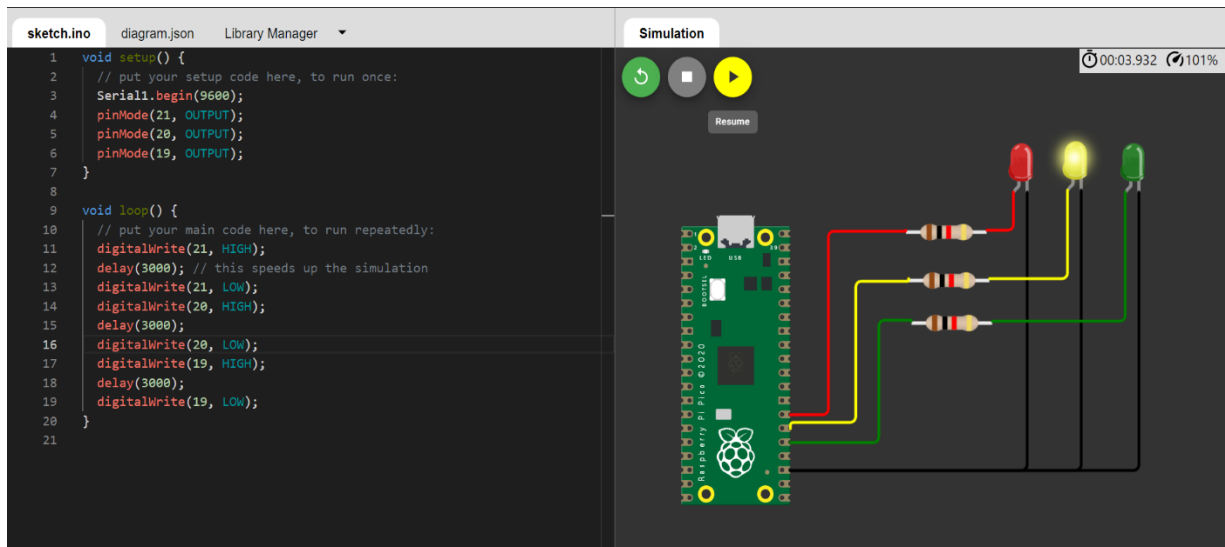 sketch.ino diagram.json Library Manager
1 void setup() {
2 // put your setup code here, to run once:
3 Serial1.begin(9600);
4 pinMode(21, OUTPUT);
5 pinMode(20, OUTPUT);
6 pinMode(19, OUTPUT);
7 }
8
9 void loop() {
10 // put your main code here, to run repeatedly:
11 digitalWrite(21, HIGH);
12 delay(3000); // this speeds up the simulation
13 digitalWrite(21, LOW);
14 digitalWrite(20, HIGH);
15 delay(3000);
16 digitalWrite(20, LOW);
17 digitalWrite(19, HIGH);
18 delay(3000);
19 digitalWrite(19, LOW);
20 }
21
Simulation
00:03.932 101%
Resume
1
2
39
LED USB
BOOTSEL
Raspberry Pi Pico ©2020